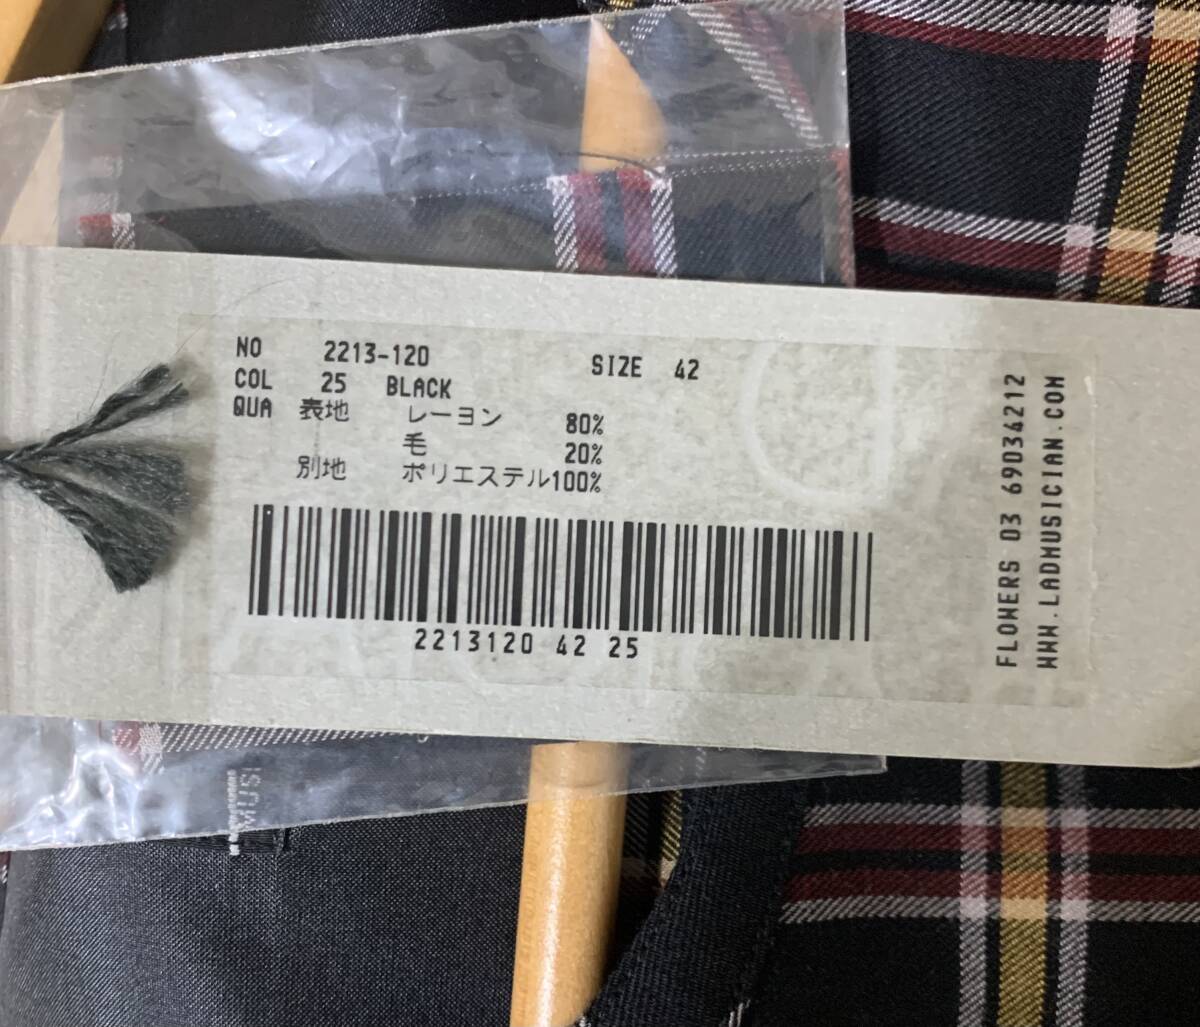 NO 2213-120 SIZE 42
COL 25 BLACK
QUA 表地 レーヨン 80%
毛 20%
別地 ポリエステル100%
2213120 42 25
FLOWERS 03 69034212
WWW.LADMUSICIAN.COM
MUSI